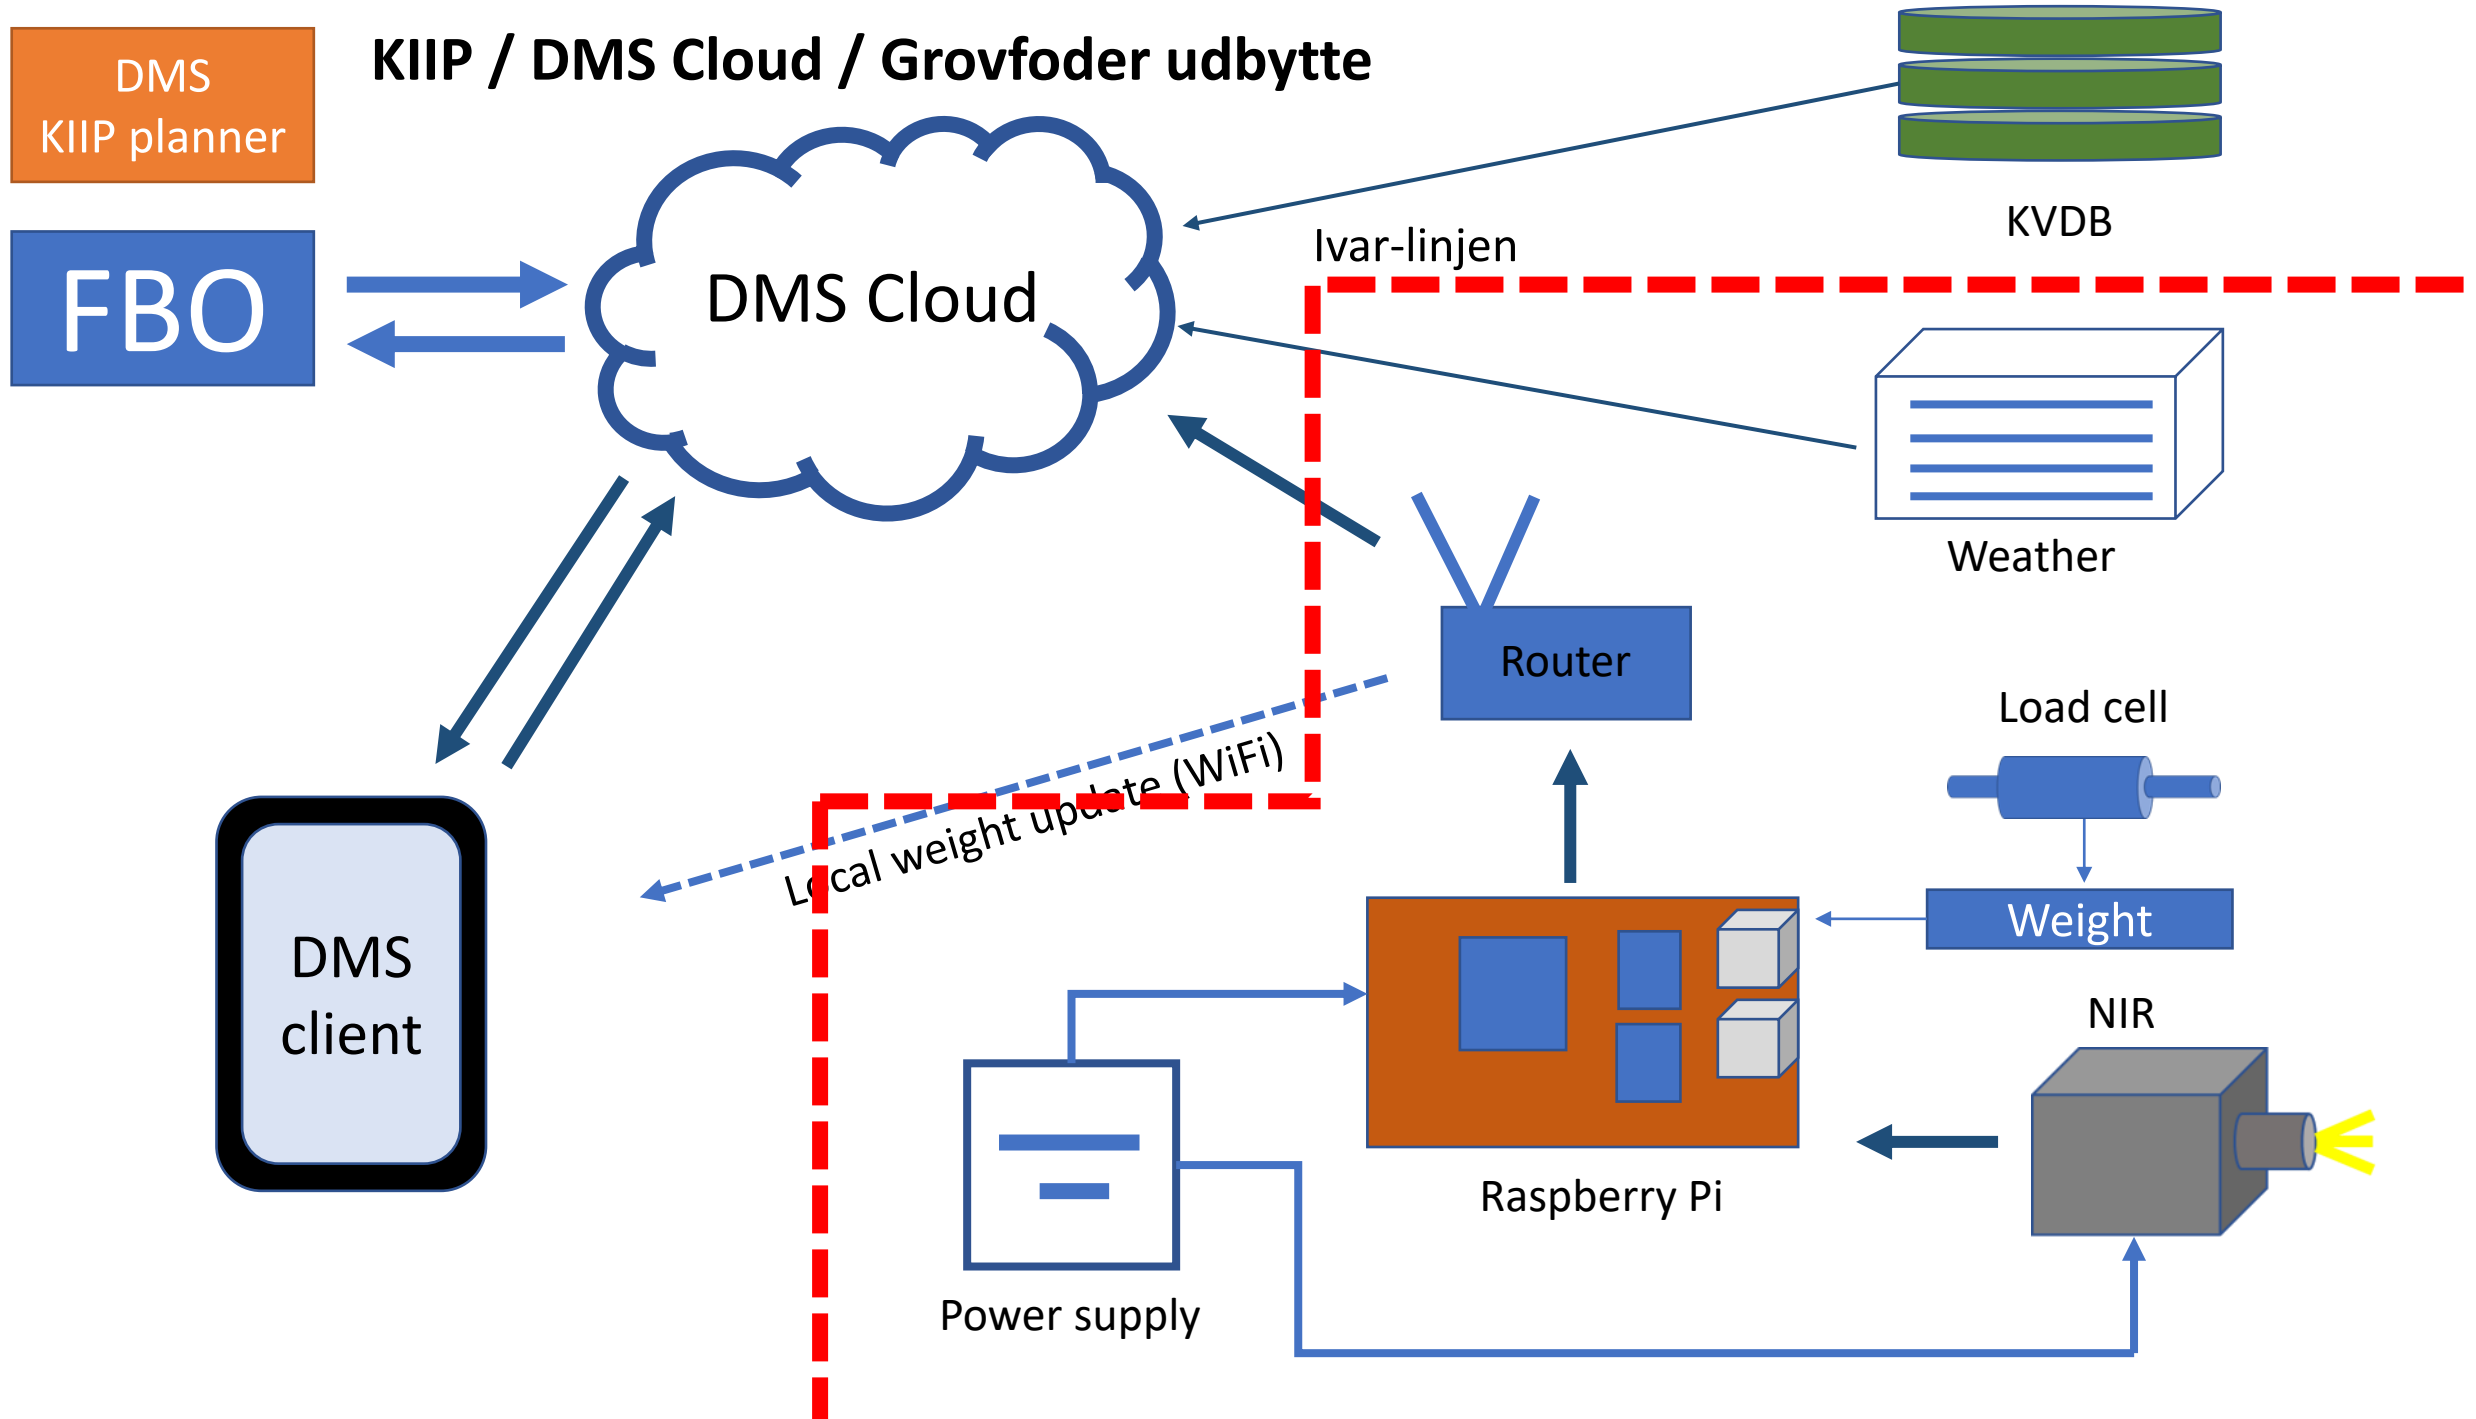 KIIP / DMS Cloud / Grovfoder udbytte
DMS
KIIP planner
FBO
DMS Cloud
KVDB
Ivar-linjen
Weather
Router
Load cell
Local weight update (WiFi)
Weight
DMS
client
NIR
Raspberry Pi
Power supply